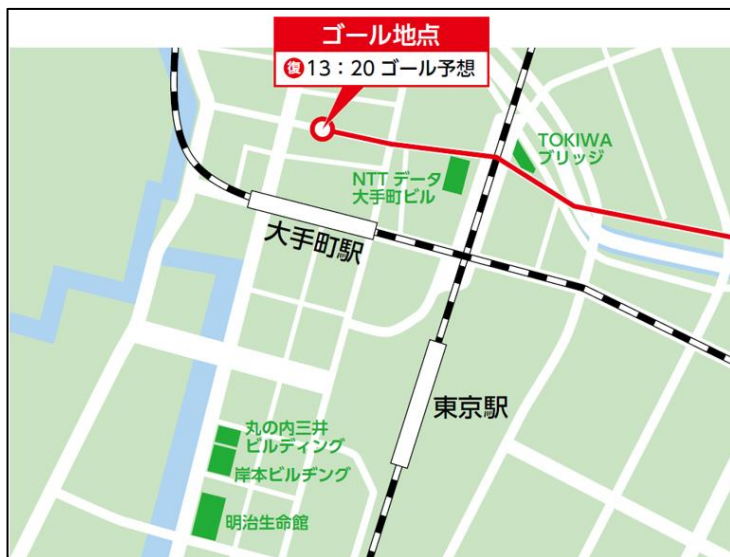 ゴール地点
復 13：20 ゴール予想
TOKIWA
ブリッジ
NTT データ
大手町ビル
大手町駅
東京駅
丸の内三井
ビルディング
岸本ビルヂング
明治生命館